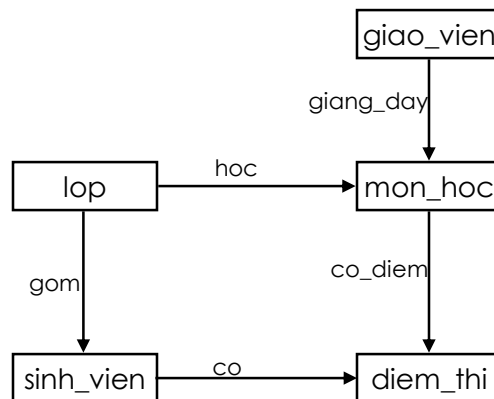 giao_vien
giang_day
hoc
lop
mon_hoc
gom
co_diem
sinh_vien
co
diem_thi